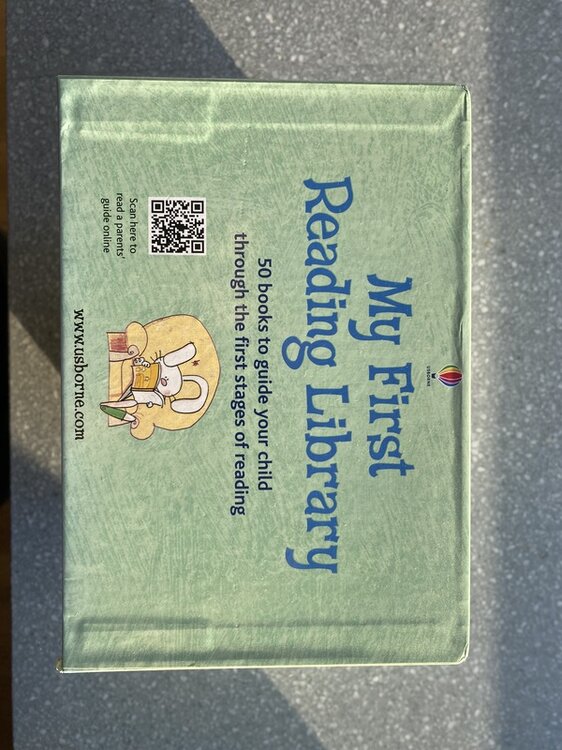 USBORNE
My First
Reading Library
50 books to guide your child
through the first stages of reading
Scan here to
read a parents'
guide online
www.usborne.com